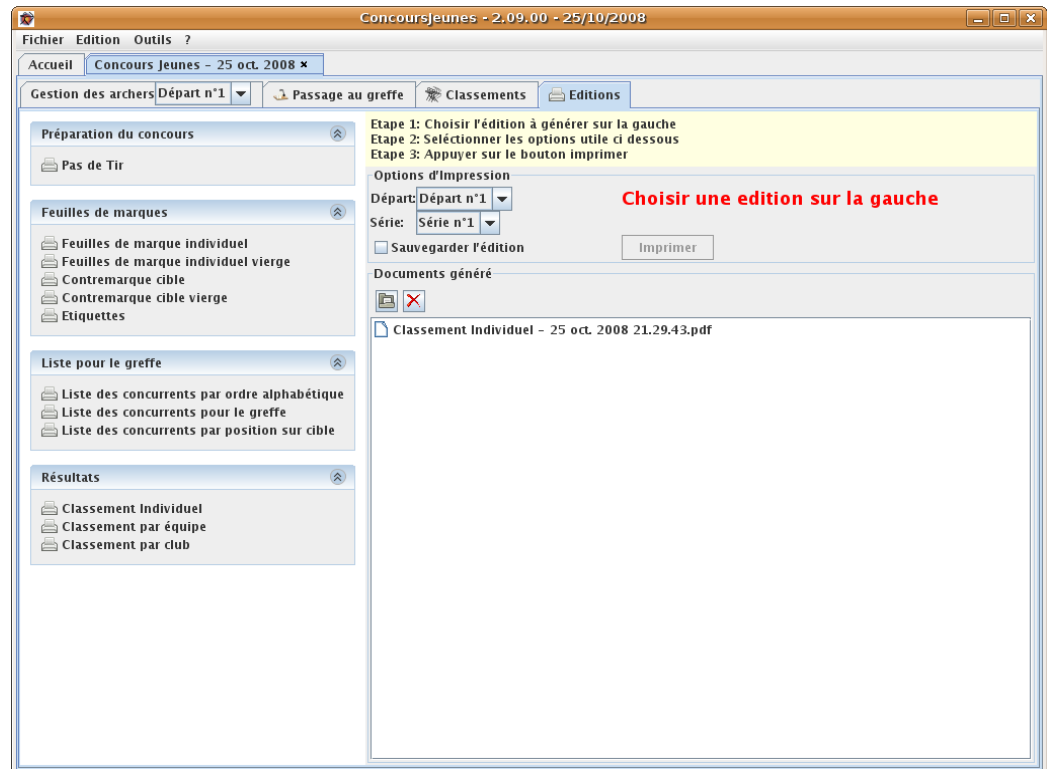 ConcoursJeunes - 2.09.00 - 25/10/2008
Fichier Edition Outils ?
Accueil Concours Jeunes - 25 oct. 2008 ×
Gestion des archers Départ n°1 Passage au greffe Classements Editions
Préparation du concours
Pas de Tir
Feuilles de marques
Feuilles de marque individuel
Feuilles de marque individuel vierge
Contremarque cible
Contremarque cible vierge
Etiquettes
Liste pour le greffe
Liste des concurrents par ordre alphabétique
Liste des concurrents pour le greffe
Liste des concurrents par position sur cible
Résultats
Classement Individuel
Classement par équipe
Classement par club
Etape 1: Choisir l'édition à générer sur la gauche
Etape 2: Seléctionner les options utile ci dessous
Etape 3: Appuyer sur le bouton imprimer
Options d'Impression
Départ: Départ n°1
Choisir une edition sur la gauche
Série: Série n°1
Sauvegarder l'édition
Imprimer
Documents généré
Classement Individuel - 25 oct. 2008 21.29.43.pdf